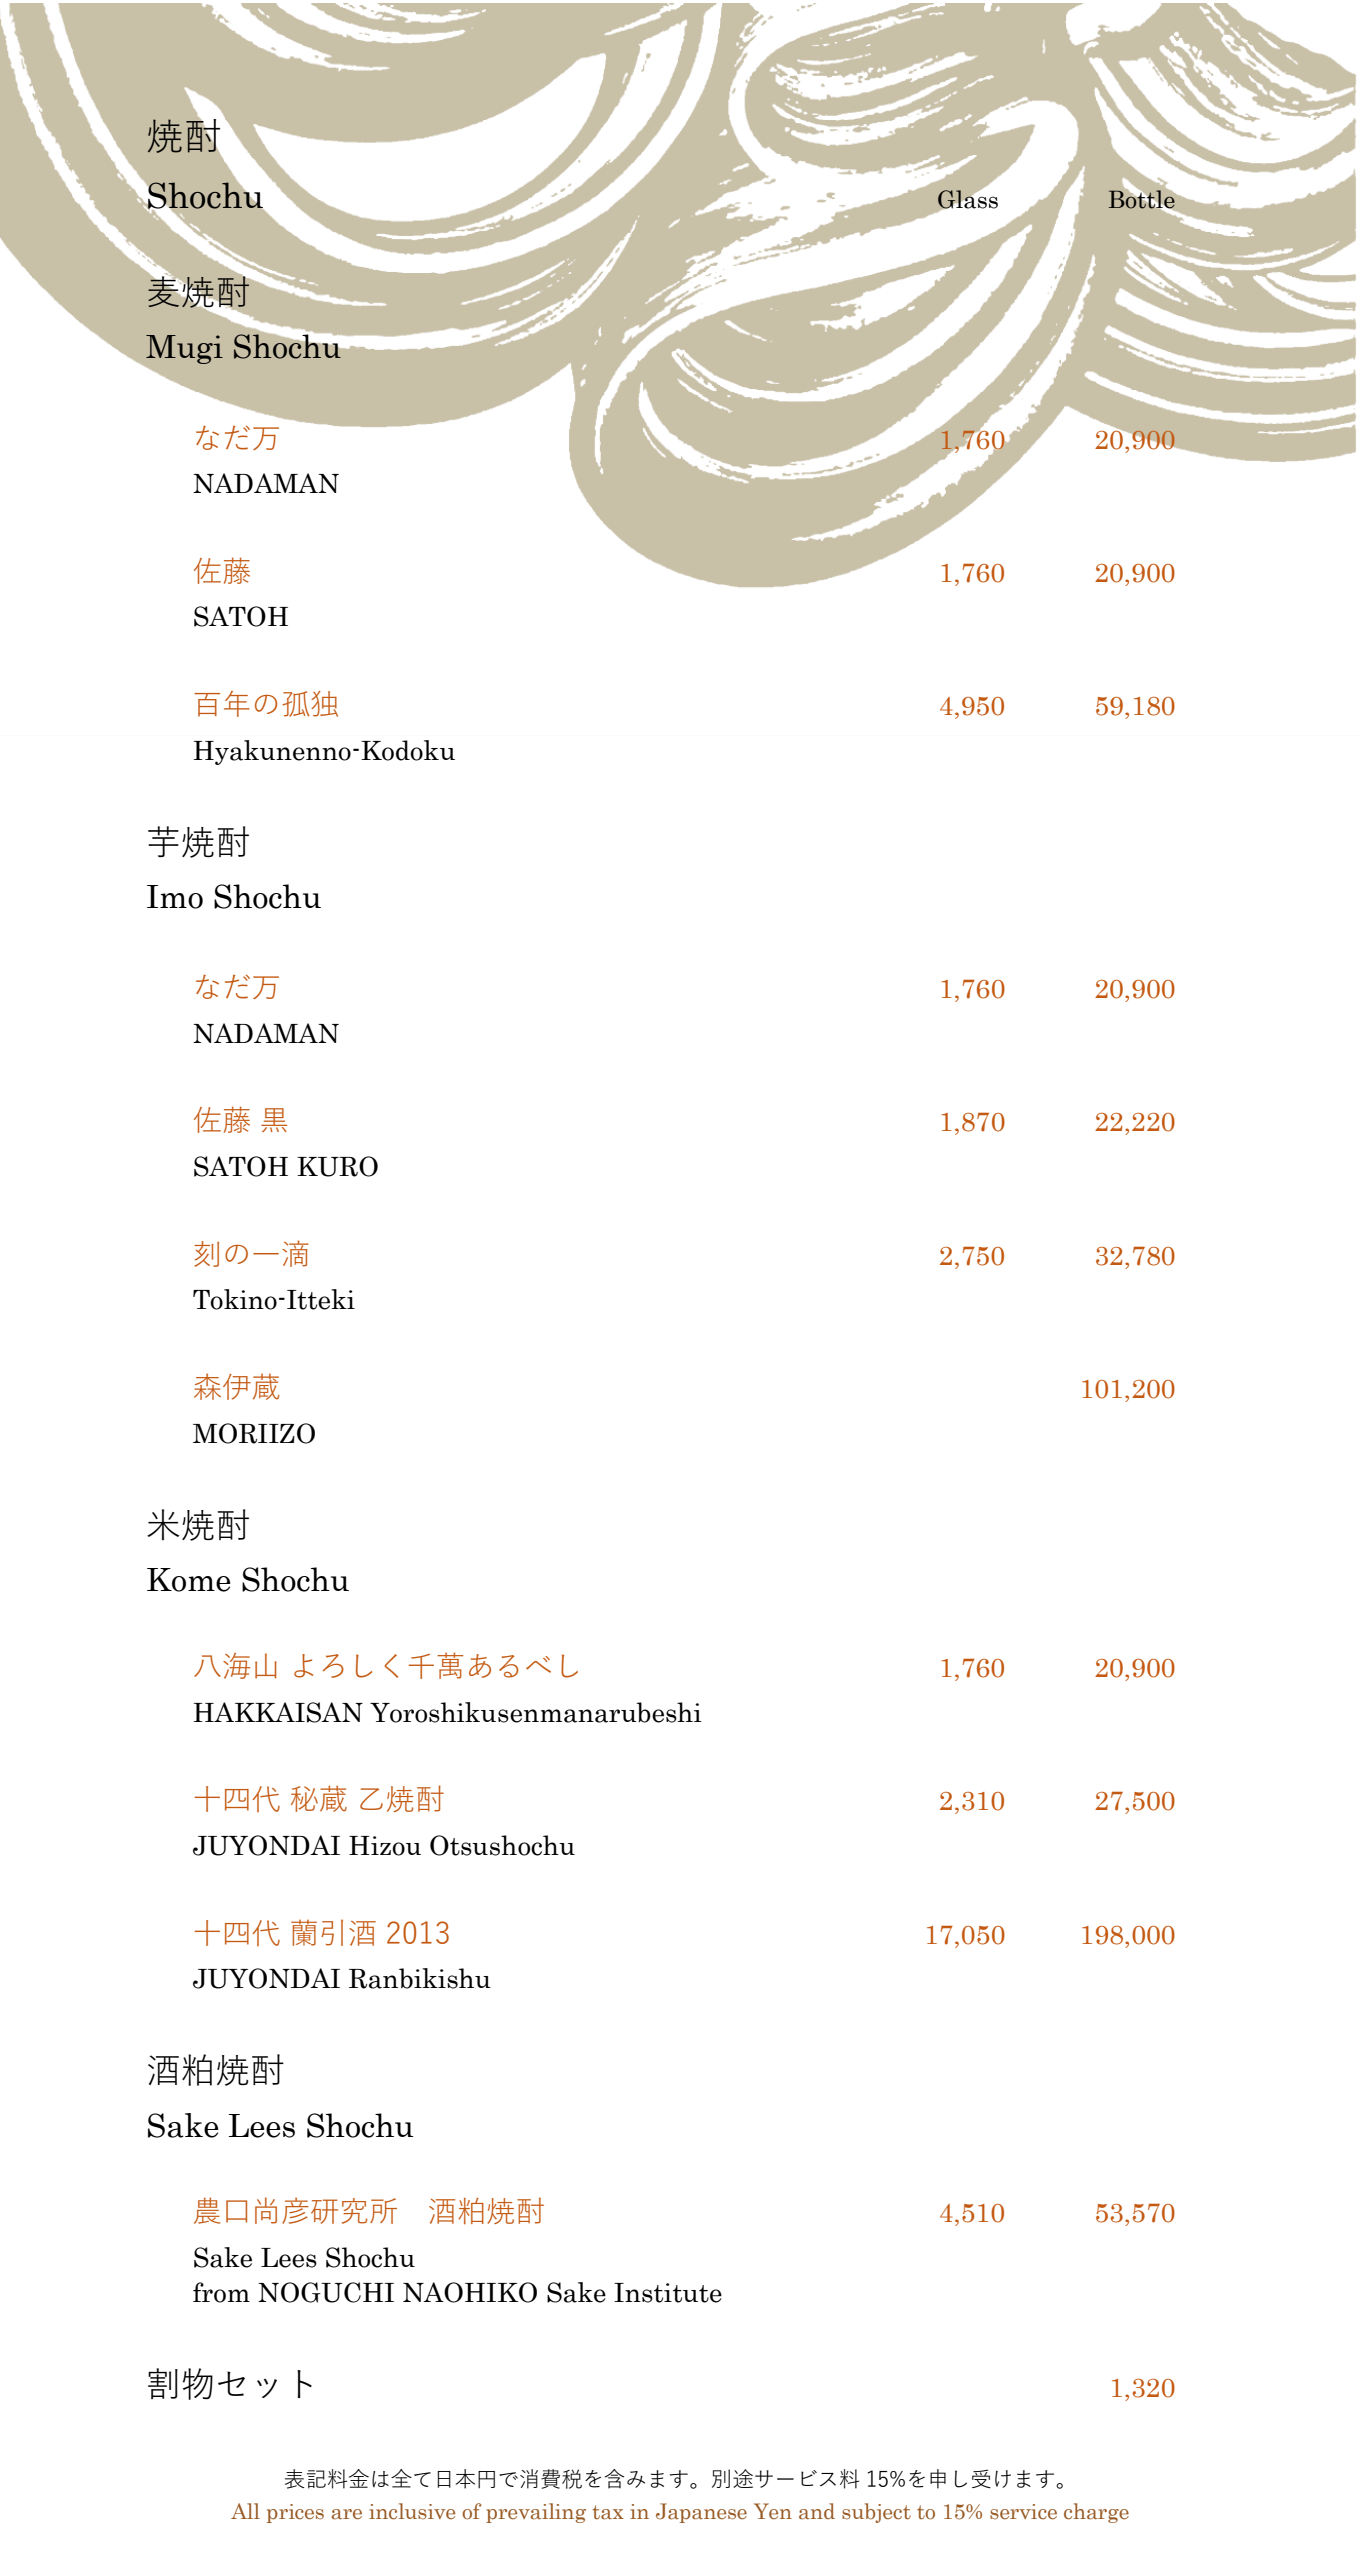 焼酎
Shochu Glass Bottle
麦焼酎
Mugi Shochu
なだ万 1,760 20,900
NADAMAN
佐藤 1,760 20,900
SATOH
百年の孤独 4,950 59,180
Hyakunenno-Kodoku
芋焼酎
Imo Shochu
なだ万 1,760 20,900
NADAMAN
佐藤 黒 1,870 22,220
SATOH KURO
刻の一滴 2,750 32,780
Tokino-Itteki
森伊蔵 101,200
MORIIZO
米焼酎
Kome Shochu
八海山 よろしく千萬あるべし 1,760 20,900
HAKKAISAN Yoroshikusenmanarubeshi
十四代 秘蔵 乙焼酎 2,310 27,500
JUYONDAI Hizou Otsushochu
十四代 蘭引酒 2013 17,050 198,000
JUYONDAI Ranbikishu
酒粕焼酎
Sake Lees Shochu
農口尚彦研究所　酒粕焼酎 4,510 53,570
Sake Lees Shochu
from NOGUCHI NAOHIKO Sake Institute
割物セット 1,320
表記料金は全て日本円で消費税を含みます。別途サービス料 15%を申し受けます。
All prices are inclusive of prevailing tax in Japanese Yen and subject to 15% service charge